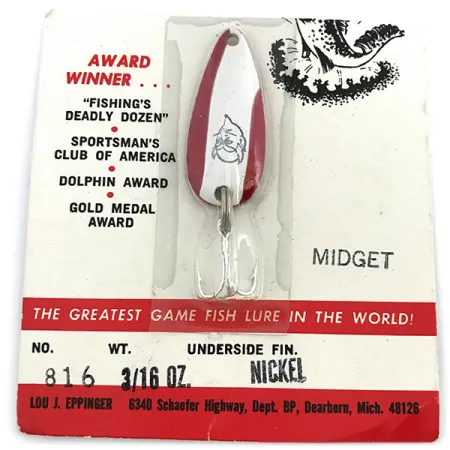 AWARD
WINNER . . .
"FISHING'S
DEADLY DOZEN"
SPORTSMAN'S
CLUB OF AMERICA
DOLPHIN AWARD
GOLD MEDAL
AWARD
MIDGET
THE GREATEST GAME FISH LURE IN THE WORLD!
NO. WT. UNDERSIDE FIN.
816 3/16 OZ. NICKEL
LOU J. EPPINGER 6340 Schaefer Highway, Dept. BP, Dearborn, Mich. 48126